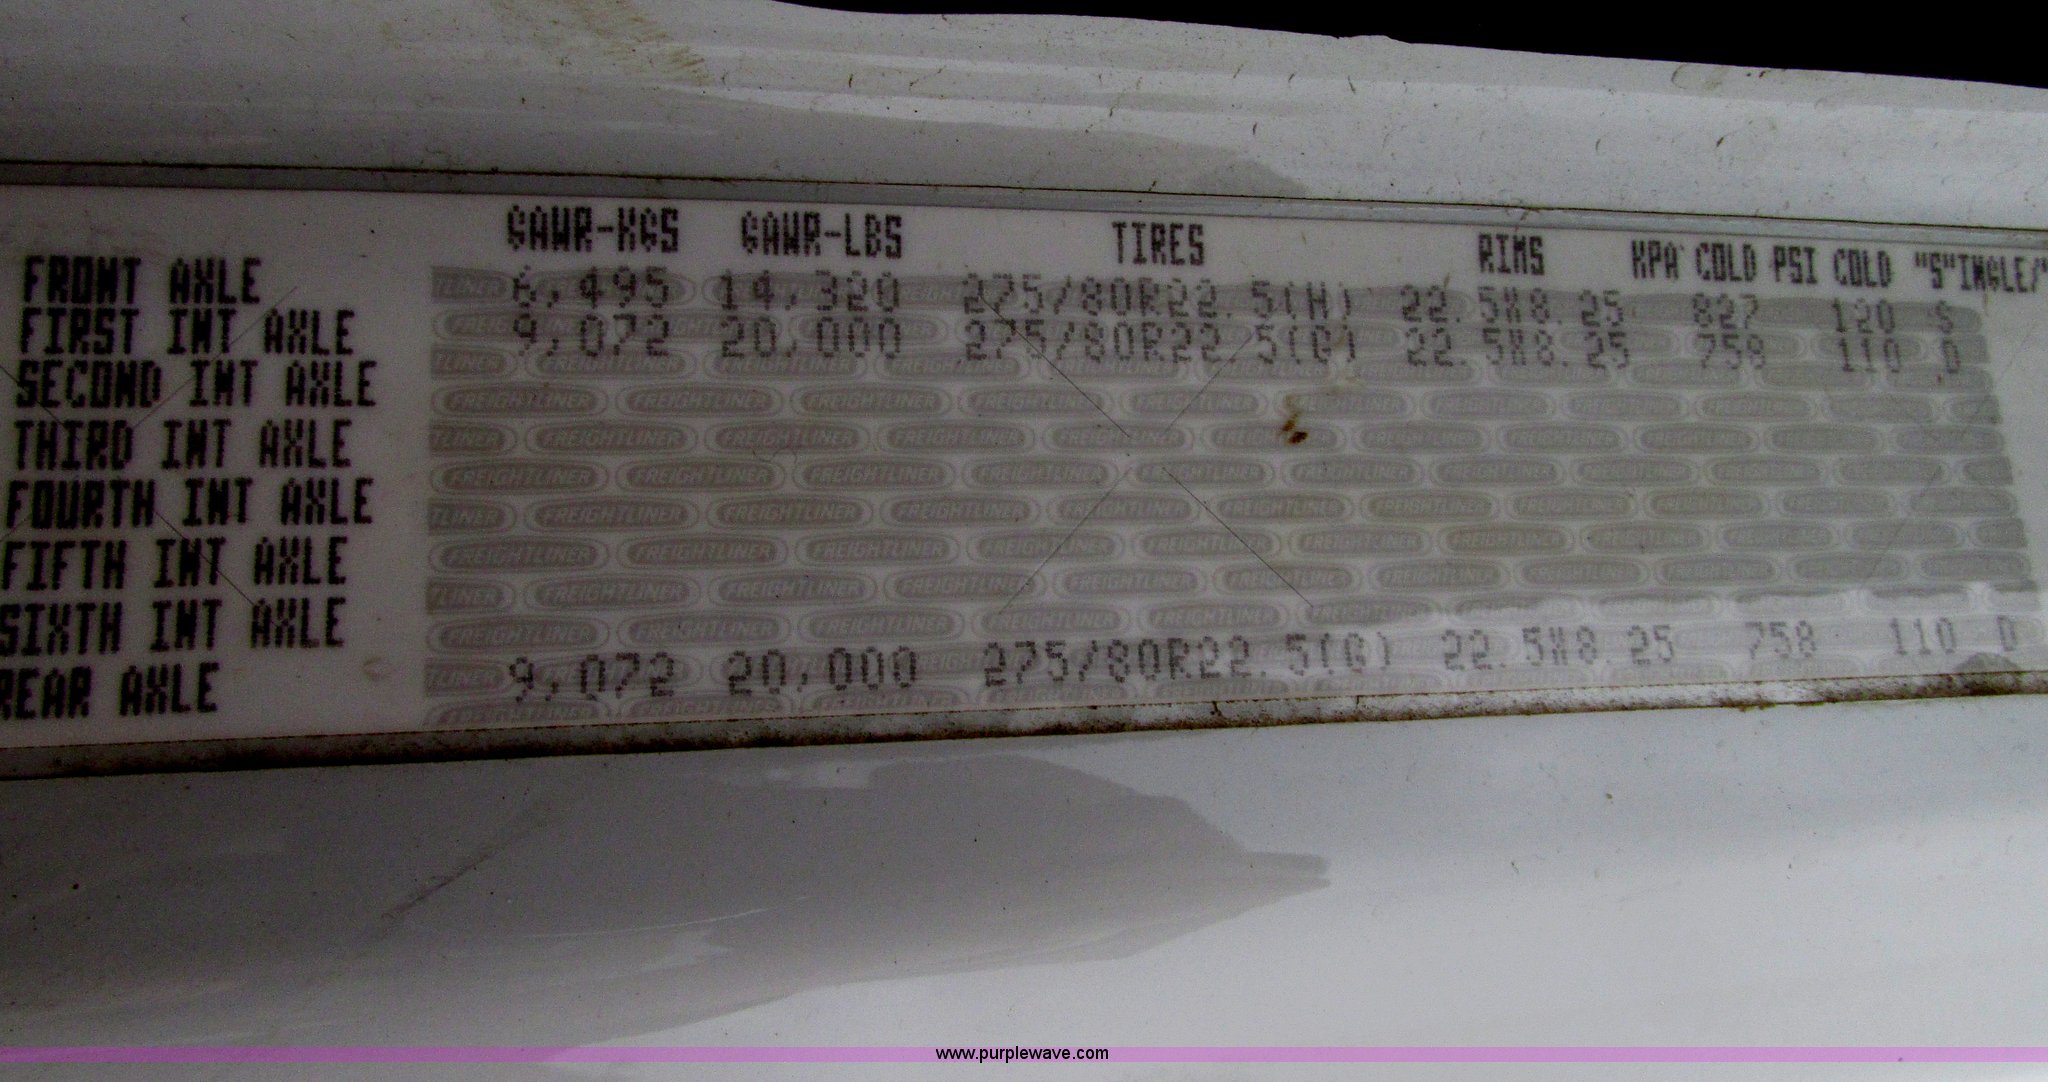 GAWR-KGS GAWR-LBS TIRES RIMS KPA COLD PSI COLD "S"INGLE/"
FRONT AXLE 6,495 14,320 275/80R22.5(H) 22.5X8.25 827 120 S
FIRST INT AXLE 9,072 20,000 275/80R22.5(G) 22.5X8.25 758 110 D
SECOND INT AXLE
THIRD INT AXLE
FOURTH INT AXLE
FIFTH INT AXLE
SIXTH INT AXLE
REAR AXLE 9,072 20,000 275/80R22.5(G) 22.5X8.25 758 110 D
www.purplewave.com